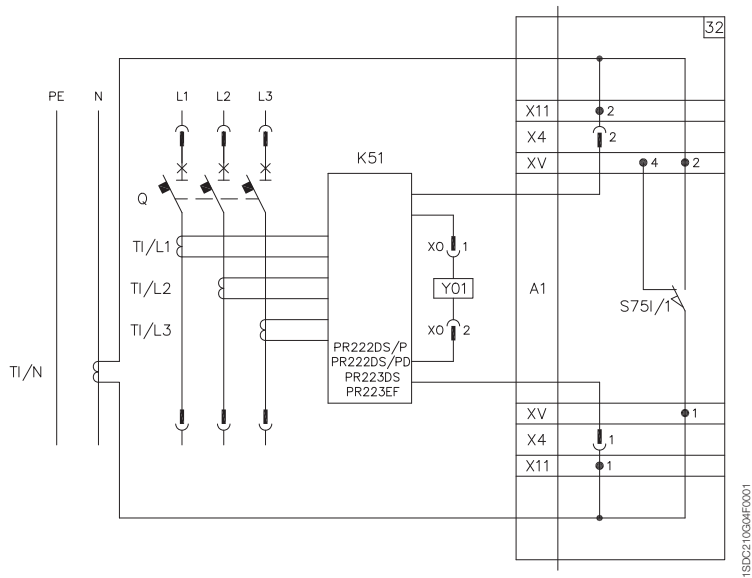 32
PE N L1 L2 L3
X11 2
X4 2
K51
XV 4 2
Q
TI/L1 X0 1
TI/L2 Y01 A1 S75I/1
TI/L3 X0 2
PR222DS/P
PR222DS/PD
TI/N PR223DS
PR223EF
XV 1
X4 1
X11 1
1SDC210G04F0001